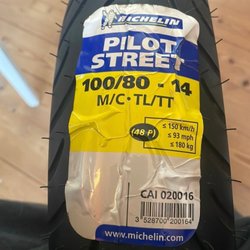 MICHELIN
PILOT
STREET
100/80 - 14
M/C • TL/TT
48 P
≤ 150 km/h
≤ 93 mph
≤ 180 kg
CAI 020016
3 528700 200164
www.michelin.com